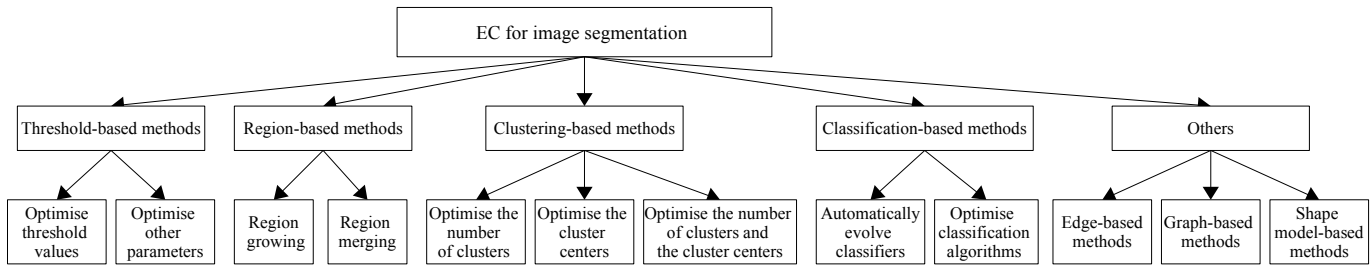 EC for image segmentation
Threshold-based methods
Region-based methods
Clustering-based methods
Classification-based methods
Others
Optimise
threshold
values
Optimise
other
parameters
Region
growing
Region
merging
Optimise the
number
of clusters
Optimise the
cluster
centers
Optimise the number
of clusters and
the cluster centers
Automatically
evolve
classifiers
Optimise
classification
algorithms
Edge-based
methods
Graph-based
methods
Shape
model-based
methods